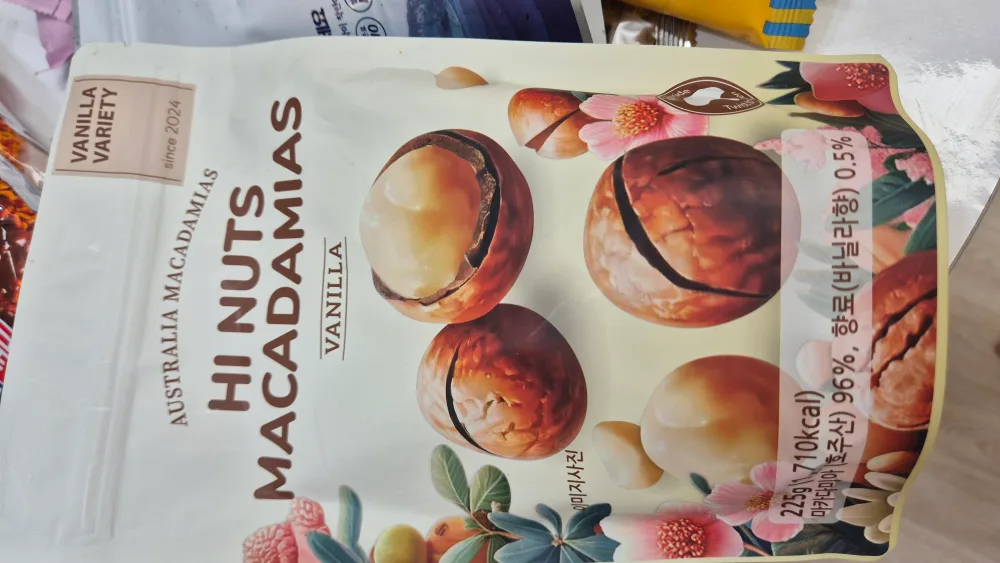 VANILLA
VARIETY
since 2024
AUSTRALIA MACADAMIAS
HI NUTS
MACADAMIAS
VANILLA
이미지사진
225g \ 710kcal)
마카다미아(호주산) 96%, 향료(바닐라향) 0.5%